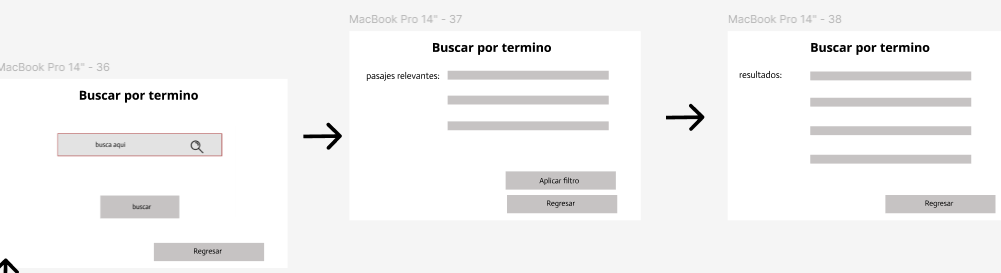 MacBook Pro 14" - 36
Buscar por termino
busca aqui
buscar
Regresar
MacBook Pro 14" - 37
Buscar por termino
pasajes relevantes:
Aplicar filtro
Regresar
MacBook Pro 14" - 38
Buscar por termino
resultados:
Regresar